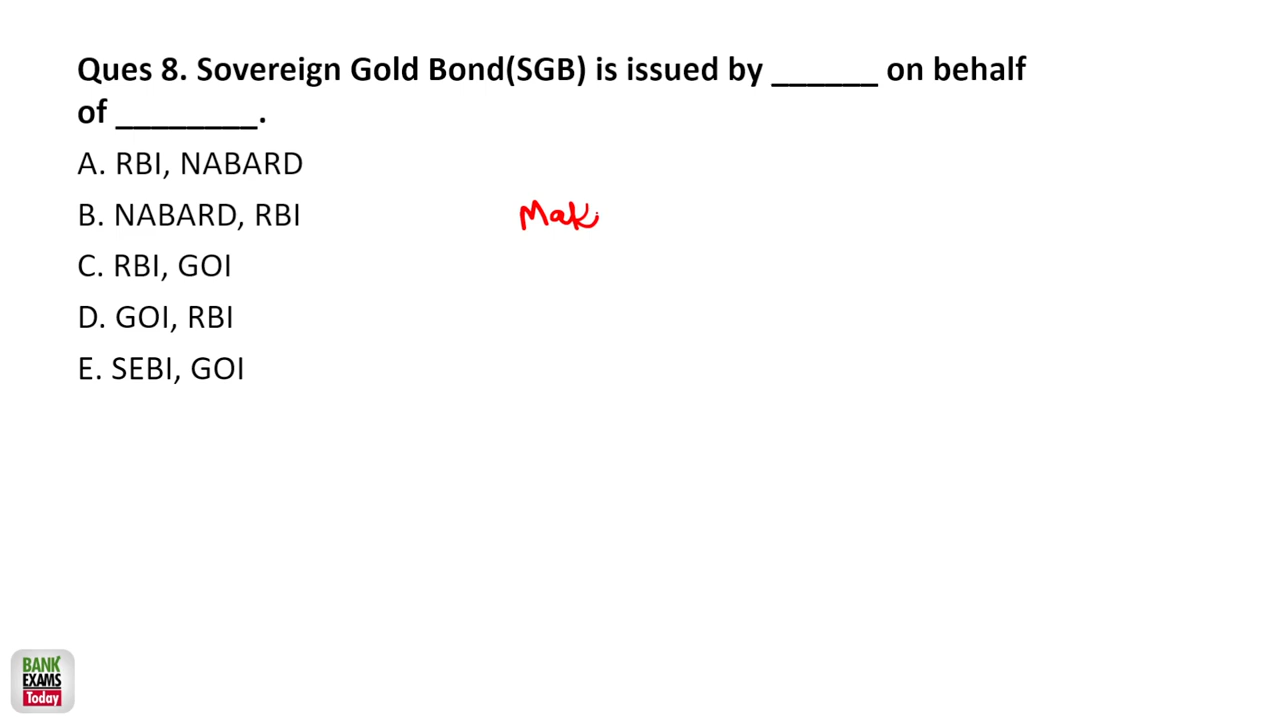 Ques 8. Sovereign Gold Bond(SGB) is issued by ______ on behalf
of ________.
A. RBI, NABARD
B. NABARD, RBI
Mak
C. RBI, GOI
D. GOI, RBI
E. SEBI, GOI
BANK
EXAMS
Today